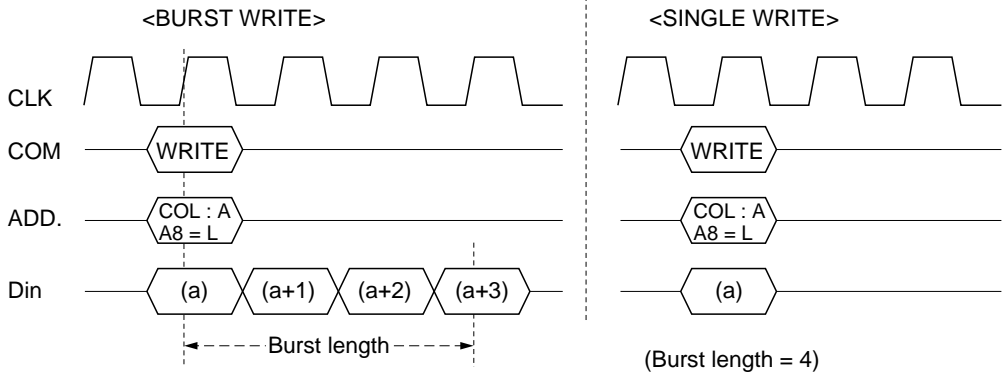 <BURST WRITE>
<SINGLE WRITE>
CLK
COM
WRITE
WRITE
ADD.
COL : A
A8 = L
COL : A
A8 = L
Din
(a)
(a+1)
(a+2)
(a+3)
(a)
Burst length
(Burst length = 4)